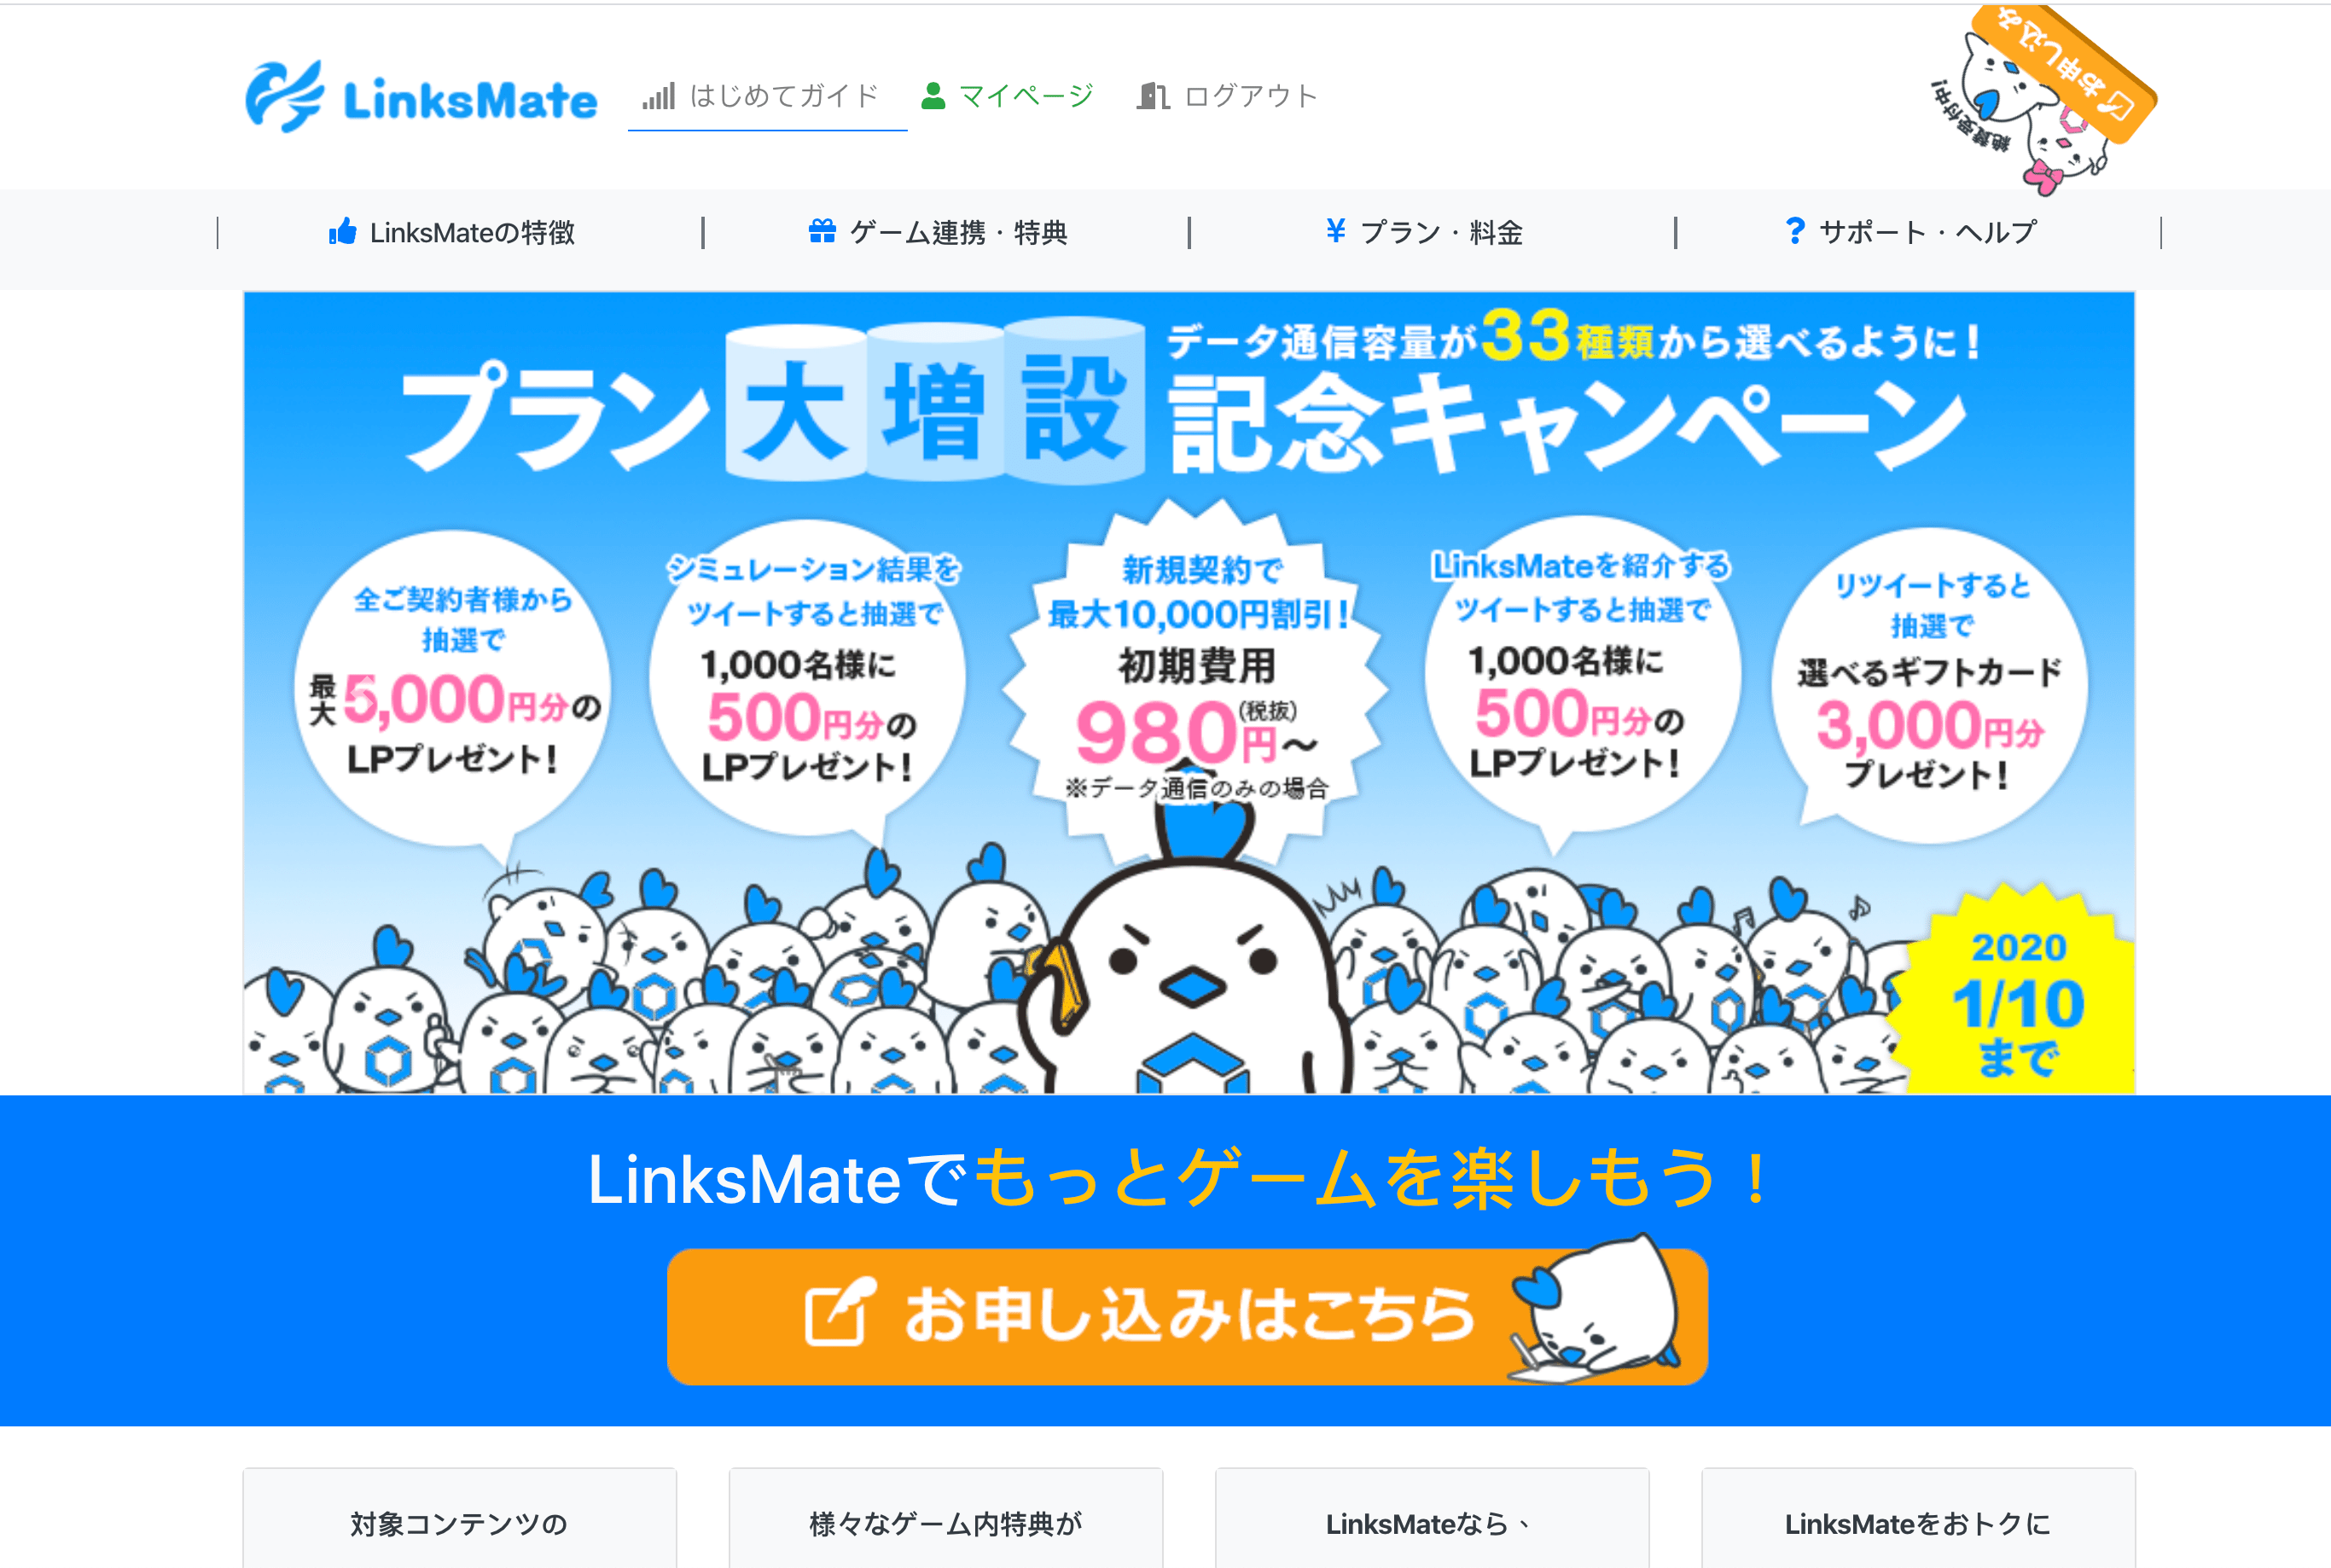 LinksMate
はじめてガイド
マイページ
ログアウト
お申し込み
絶賛受付中!
LinksMateの特徴
ゲーム連携・特典
¥ プラン・料金
? サポート・ヘルプ
データ通信容量が33種類から選べるように!
プラン大増設記念キャンペーン
全ご契約者様から
抽選で
最大5,000円分の
LPプレゼント!
シミュレーション結果を
ツイートすると抽選で
1,000名様に
500円分の
LPプレゼント!
新規契約で
最大10,000円割引!
初期費用
980円(税抜)~
※データ通信のみの場合
LinksMateを紹介する
ツイートすると抽選で
1,000名様に
500円分の
LPプレゼント!
リツイートすると
抽選で
選べるギフトカード
3,000円分
プレゼント!
2020
1/10
まで
LinksMateでもっとゲームを楽しもう!
お申し込みはこちら
対象コンテンツの
様々なゲーム内特典が
LinksMateなら、
LinksMateをおトクに